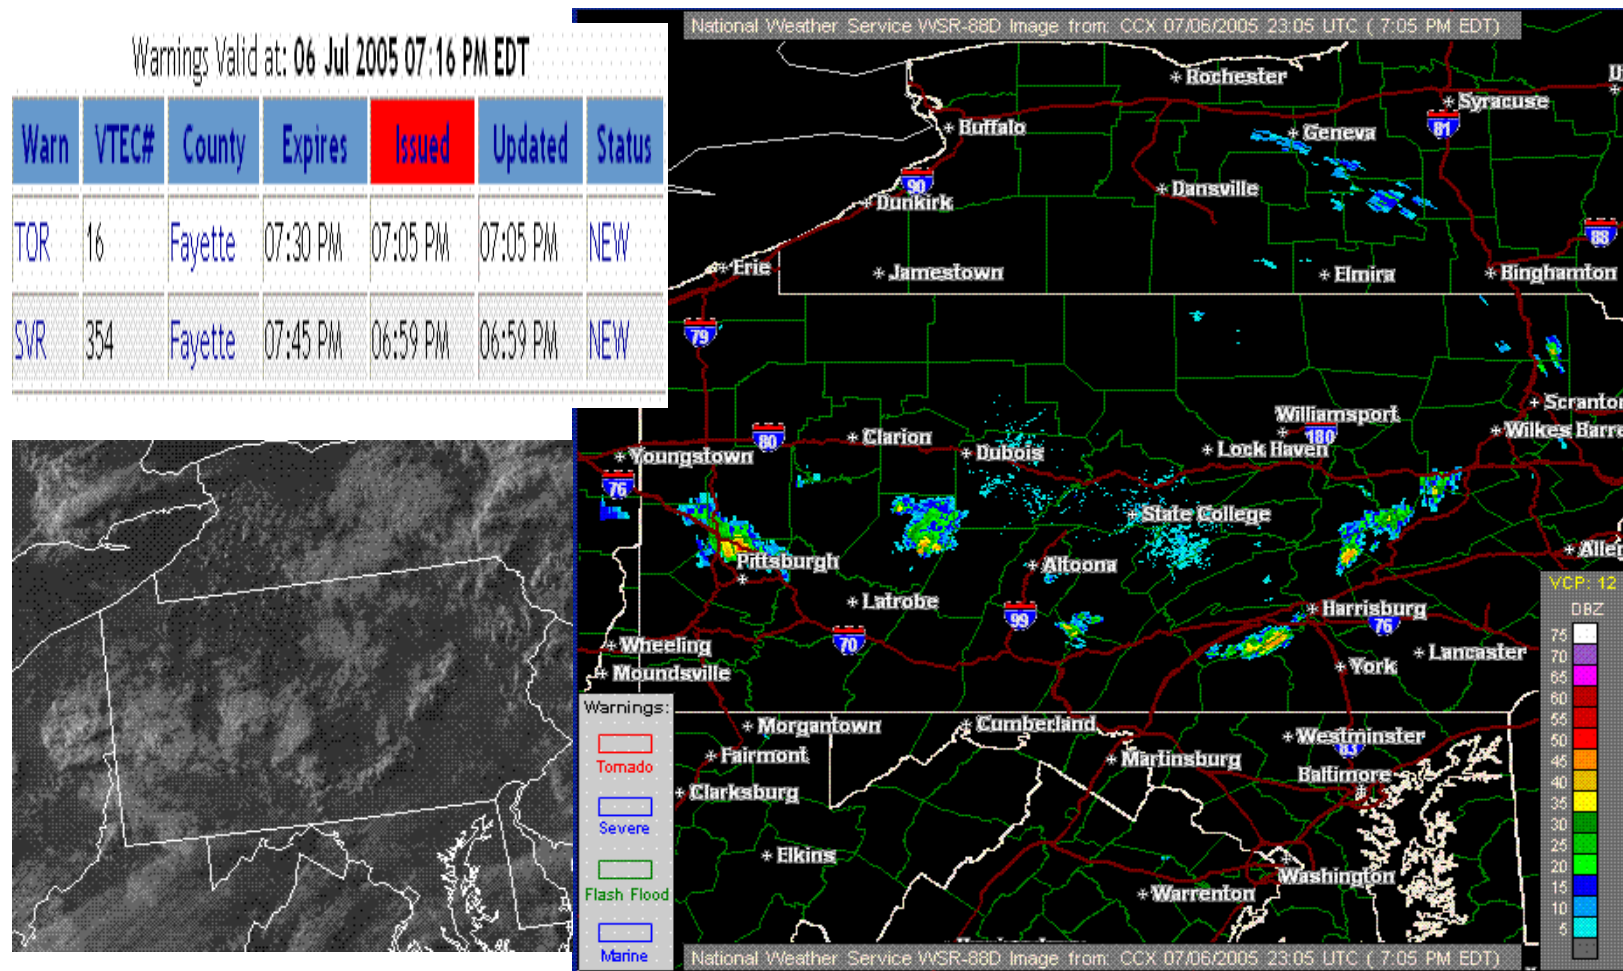 Warnings Valid at: 06 Jul 2005 07:16 PM EDT
Warn VTEC# County Expires Issued Updated Status
TOR 16 Fayette 07:30 PM 07:05 PM 07:05 PM NEW
SVR 354 Fayette 07:45 PM 06:59 PM 06:59 PM NEW
National Weather Service WSR-88D Image from: CCX 07/06/2005 23:05 UTC ( 7:05 PM EDT)
Rochester
Syracuse
81
Buffalo
Geneva
90
Dansville
Dunkirk
88
Erie
Jamestown
Elmira
Binghamton
79
Scranton
Williamsport
80
Clarion
180
Wilkes Barre
Youngstown
Dubois
Lock Haven
76
State College
Pittsburgh
Altoona
Latrobe
99
Harrisburg
76
Wheeling
70
York
Lancaster
Moundsville
Morgantown
Cumberland
Westminster
83
Fairmont
Martinsburg
Baltimore
Clarksburg
Elkins
Washington
Warrenton
Warnings:
Tornado
Severe
Flash Flood
Marine
VCP: 12
DBZ
75
70
65
60
55
50
45
40
35
30
25
20
15
10
5
National Weather Service WSR-88D Image from: CCX 07/06/2005 23:05 UTC ( 7:05 PM EDT)